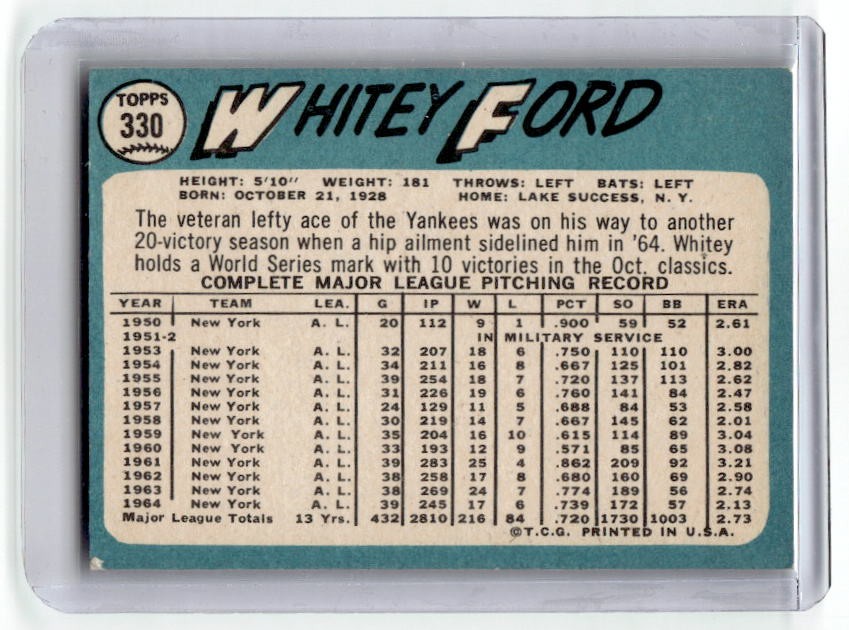 TOPPS
330
WHITEY FORD
HEIGHT: 5'10" WEIGHT: 181 THROWS: LEFT BATS: LEFT
BORN: OCTOBER 21, 1928 HOME: LAKE SUCCESS, N. Y.
The veteran lefty ace of the Yankees was on his way to another
20-victory season when a hip ailment sidelined him in '64. Whitey
holds a World Series mark with 10 victories in the Oct. classics.
COMPLETE MAJOR LEAGUE PITCHING RECORD
YEAR TEAM LEA. G IP W L PCT SO BB ERA
1950 New York A. L. 20 112 9 1 .900 59 52 2.61
1951-2 IN MILITARY SERVICE
1953 New York A. L. 32 207 18 6 .750 110 110 3.00
1954 New York A. L. 34 211 16 8 .667 125 101 2.82
1955 New York A. L. 39 254 18 7 .720 137 113 2.62
1956 New York A. L. 31 226 19 6 .760 141 84 2.47
1957 New York A. L. 24 129 11 5 .688 84 53 2.58
1958 New York A. L. 30 219 14 7 .667 145 62 2.01
1959 New York A. L. 35 204 16 10 .615 114 89 3.04
1960 New York A. L. 33 193 12 9 .571 85 65 3.08
1961 New York A. L. 39 283 25 4 .862 209 92 3.21
1962 New York A. L. 38 258 17 8 .680 160 69 2.90
1963 New York A. L. 38 269 24 7 .774 189 56 2.74
1964 New York A. L. 39 245 17 6 .739 172 57 2.13
Major League Totals 13 Yrs. 432 2810 216 84 .720 1730 1003 2.73
©T.C.G. PRINTED IN U.S.A.